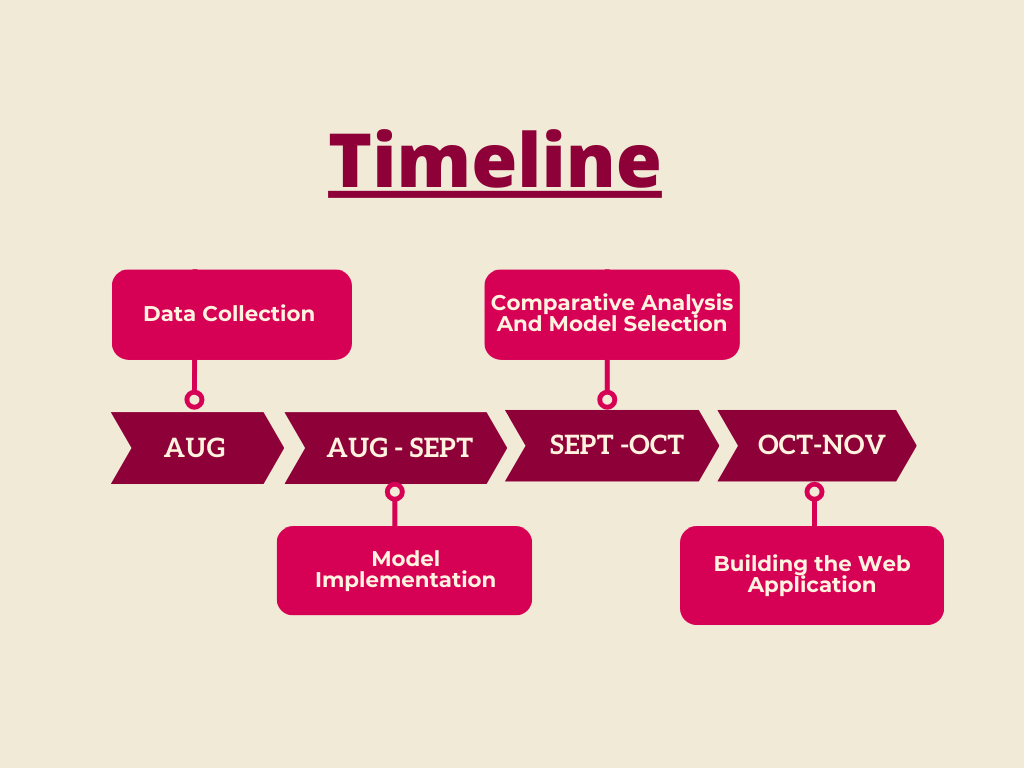 Timeline
Data Collection
Comparative Analysis
And Model Selection
AUG
AUG - SEPT
SEPT -OCT
OCT-NOV
Model
Implementation
Building the Web
Application